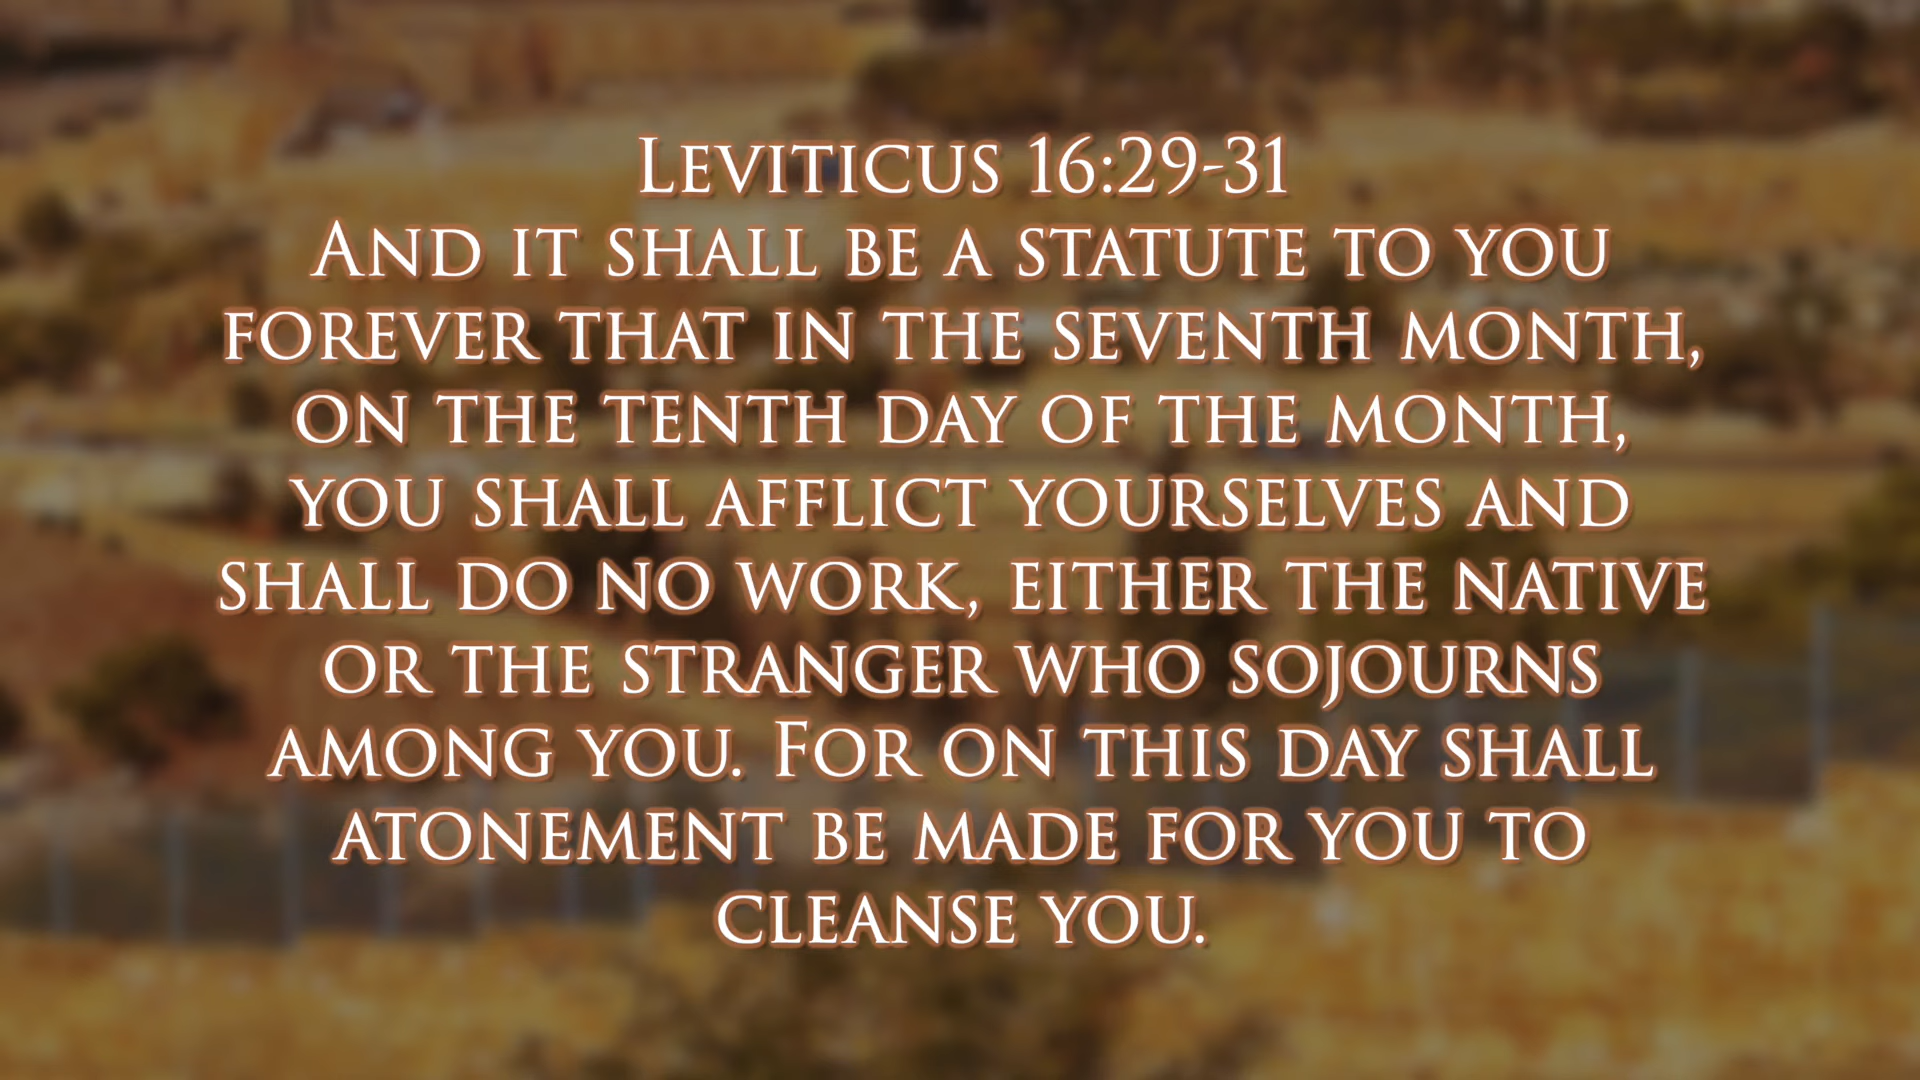 Leviticus 16:29-31
And it shall be a statute to you
forever that in the seventh month,
on the tenth day of the month,
you shall afflict yourselves and
shall do no work, either the native
or the stranger who sojourns
among you. For on this day shall
atonement be made for you to
cleanse you.